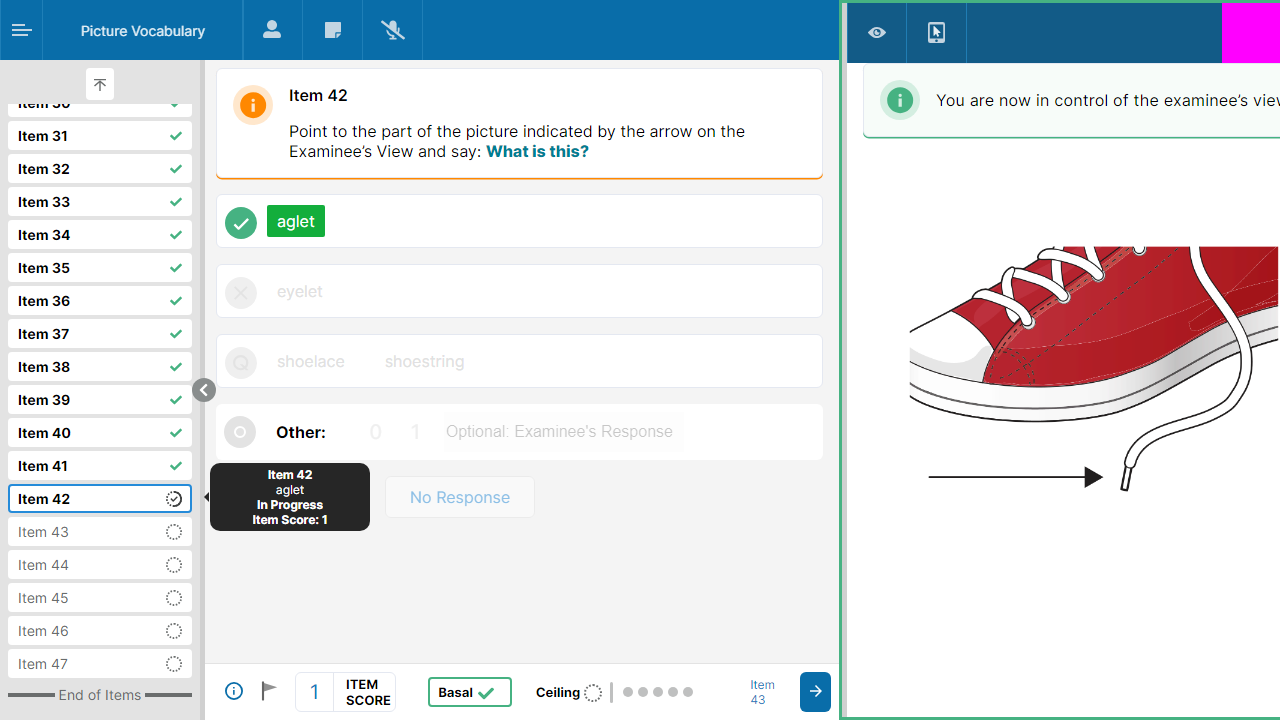 Picture Vocabulary
Item 30
Item 31
Item 32
Item 33
Item 34
Item 35
Item 36
Item 37
Item 38
Item 39
Item 40
Item 41
Item 42
Item 43
Item 44
Item 45
Item 46
Item 47
End of Items
Item 42
Point to the part of the picture indicated by the arrow on the
Examinee’s View and say: What is this?
aglet
eyelet
Q shoelace shoestring
O Other: 0 1 Optional: Examinee's Response
Item 42
aglet
In Progress
Item Score: 1
No Response
1 ITEM
SCORE
Basal
Ceiling
Item
43
You are now in control of the examinee’s view